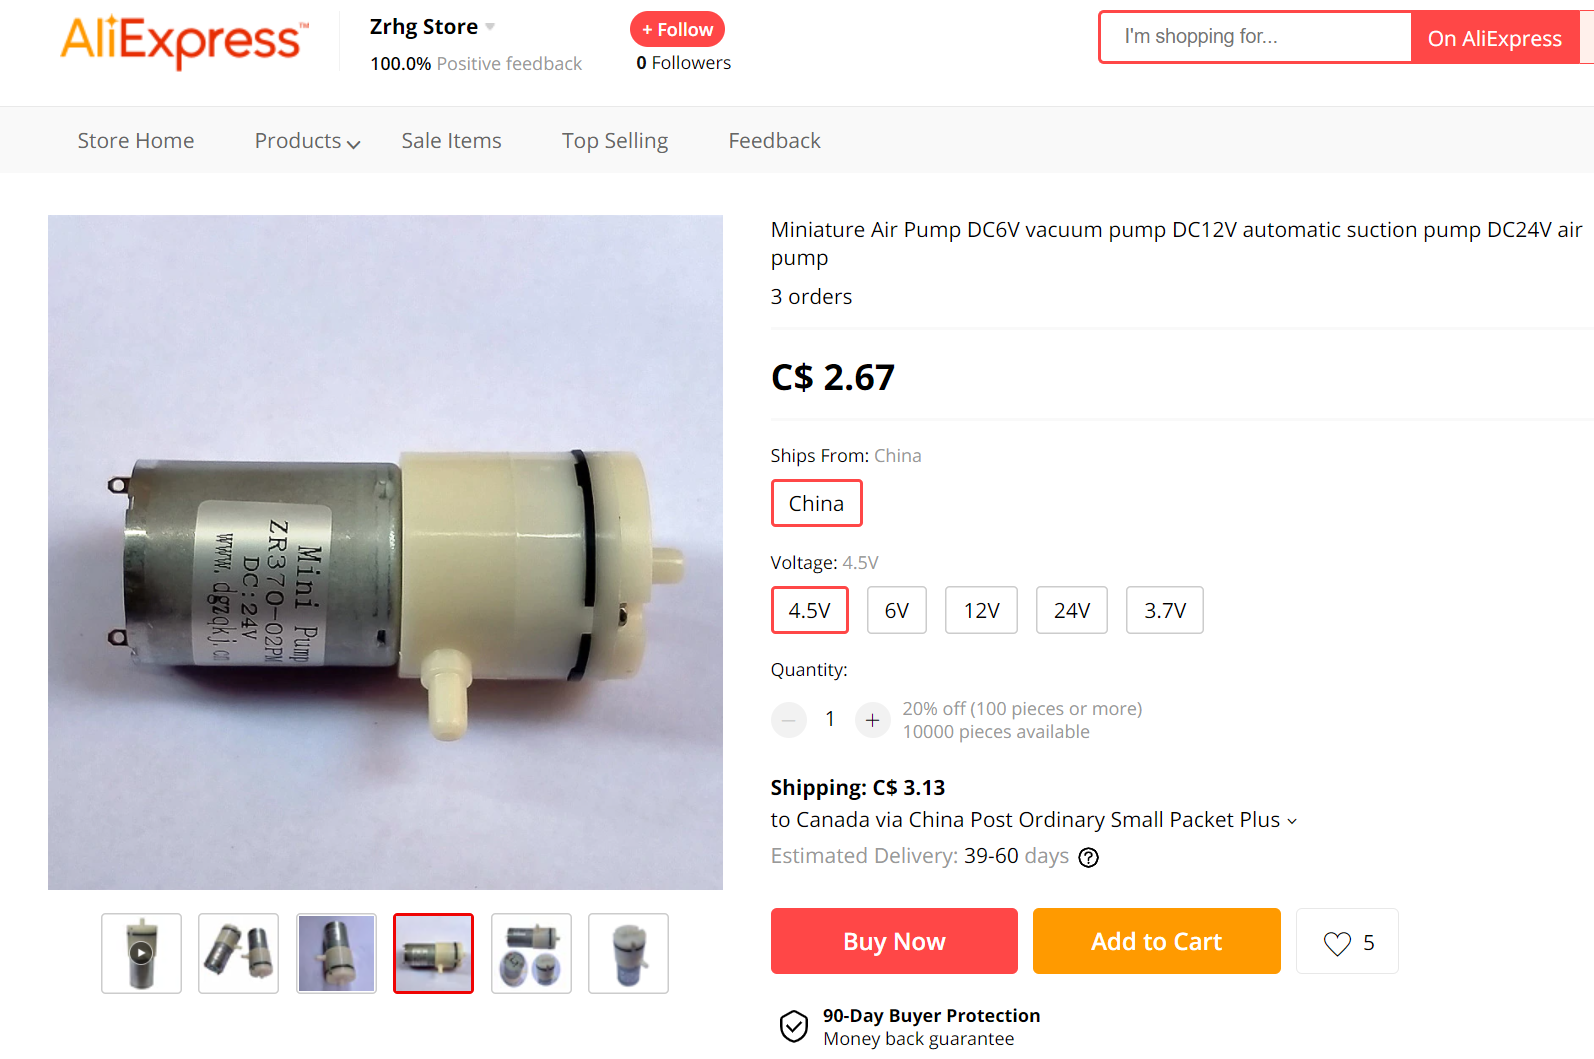 AliExpress™
Zrhg Store
100.0% Positive feedback
+ Follow
0 Followers
I'm shopping for...
On AliExpress
Store Home
Products
Sale Items
Top Selling
Feedback
Mini Pump
ZR370-02PM
DC:24V
www.dgzqkj.cn
Miniature Air Pump DC6V vacuum pump DC12V automatic suction pump DC24V air
pump
3 orders
C$ 2.67
Ships From: China
China
Voltage: 4.5V
4.5V
6V
12V
24V
3.7V
Quantity:
1
20% off (100 pieces or more)
10000 pieces available
Shipping: C$ 3.13
to Canada via China Post Ordinary Small Packet Plus
Estimated Delivery: 39-60 days
Buy Now
Add to Cart
5
90-Day Buyer Protection
Money back guarantee